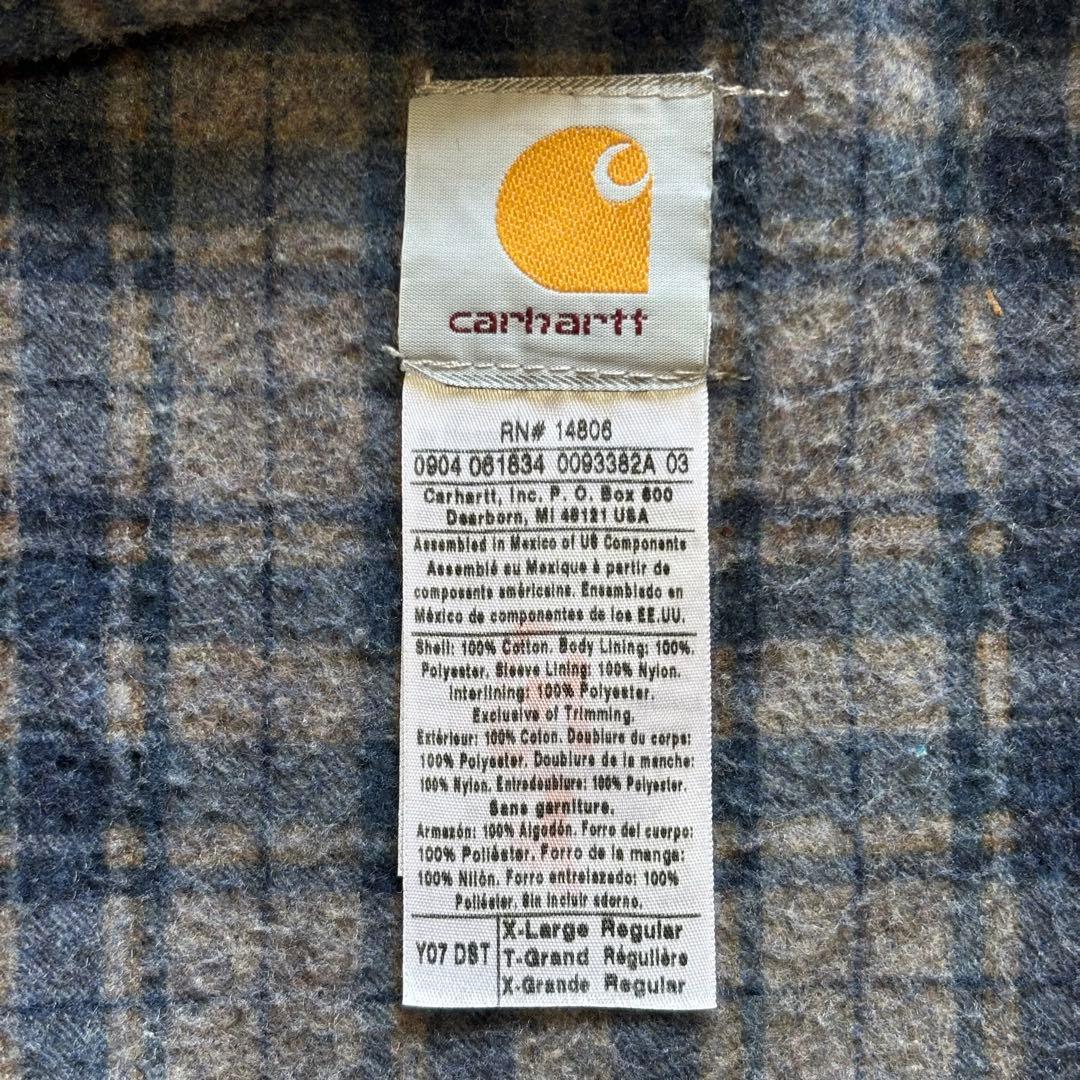 carhartt
RN# 14806
0904 061834 0093382A 03
Carhartt, Inc. P. O. Box 600
Dearborn, MI 48121 USA
Assembled in Mexico of US Components
Assemblé au Mexique à partir de
composants américains. Ensamblado en
México de componentes de los EE.UU.
Shell: 100% Cotton. Body Lining: 100%
Polyester. Sleeve Lining: 100% Nylon.
Interlining: 100% Polyester.
Exclusive of Trimming.
Extérieur: 100% Coton. Doublure du corps:
100% Polyester. Doublure de la manche:
100% Nylon. Entredoublure: 100% Polyester.
Sans garniture.
Armazón: 100% Algodón. Forro del cuerpo:
100% Poliéster. Forro de la manga:
100% Nilón. Forro entrelazado: 100%
Poliéster. Sin incluir adorno.
Y07 DST
X-Large Regular
T-Grand Régulière
X-Grande Regular